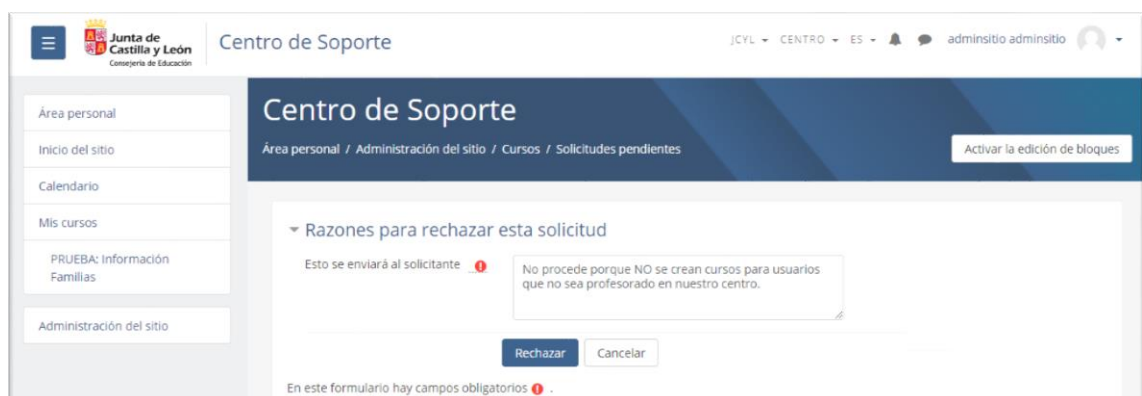 Junta de
Castilla y León
Consejería de Educación
Centro de Soporte
JCYL CENTRO ES adminsitio adminsitio
Área personal
Inicio del sitio
Calendario
Mis cursos
PRUEBA: Información
Familias
Administración del sitio
Centro de Soporte
Área personal / Administración del sitio / Cursos / Solicitudes pendientes
Activar la edición de bloques
Razones para rechazar esta solicitud
Esto se enviará al solicitante
No procede porque NO se crean cursos para usuarios
que no sea profesorado en nuestro centro.
Rechazar Cancelar
En este formulario hay campos obligatorios .